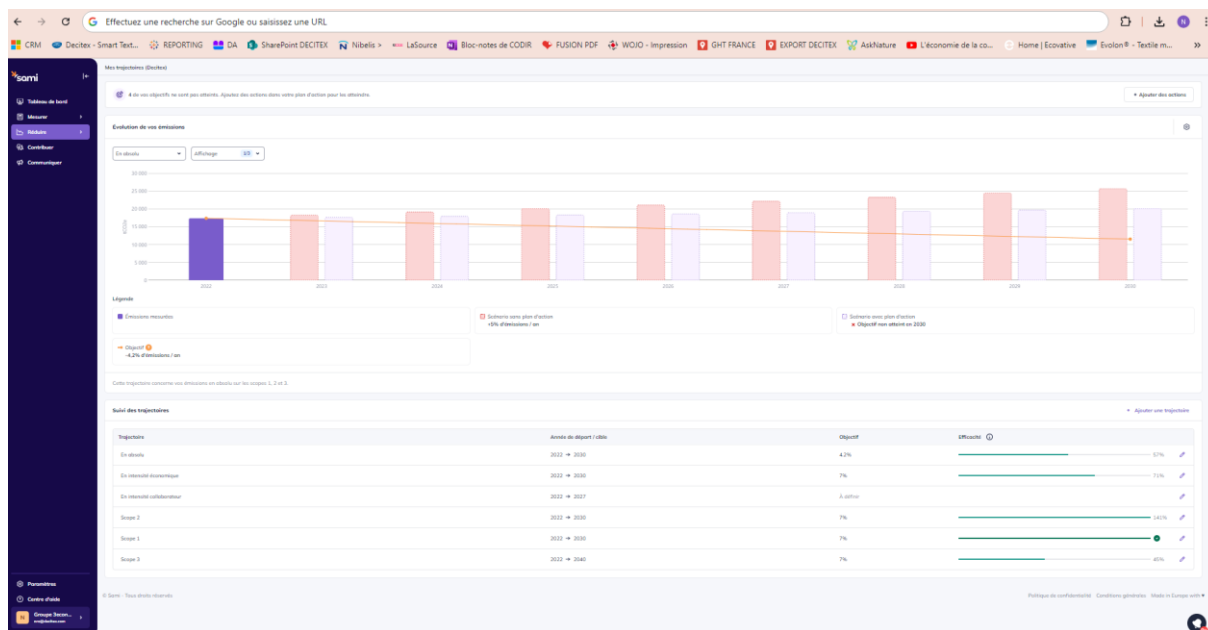 Effectuez une recherche sur Google ou saisissez une URL
N
CRM Decitex - Smart Text... REPORTING DA SharePoint DECITEX Nibelis > LaSource Bloc-notes de CODIR FUSION PDF WOJO - Impression GHT FRANCE EXPORT DECITEX AskNature L'économie de la co... Home | Ecovative Evolon® - Textile m... »
sami
Tableau de bord
Mesurer
Réduire
Contribuer
Communiquer
Mes trajectoires (Decitex)
4 de vos objectifs ne sont pas atteints. Ajoutez des actions dans votre plan d'action pour les atteindre.
+ Ajouter des actions
Evolution de vos émissions
En absolu
Affichage
30 000
25 000
20 000
15 000
10 000
5 000
0
tCO2e
2022 2023 2024 2025 2026 2027 2028 2029 2030
Légende
Émissions mesurées
Scénario sans plan d'action
+5% d'émissions / an
Scénario avec plan d'action
Objectif non atteint en 2030
Objectif
-4,2% d'émissions / an
Cette trajectoire concerne vos émissions en absolu sur les scopes 1, 2 et 3.
Suivi des trajectoires
+ Ajouter une trajectoire
Trajectoire Année de départ / cible Objectif Efficacité
En absolu 2022 → 2030 4.2% 57%
En intensité économique 2022 → 2030 7% 71%
En intensité collaborateur 2022 → 2027 À définir
Scope 2 2022 → 2030 7% 141%
Scope 1 2022 → 2030 7%
Scope 3 2022 → 2040 7% 45%
Paramètres
Centre d'aide
N Groupe 3econ...
© Sami - Tous droits réservés
Politique de confidentialité Conditions générales Made in Europe with ♥